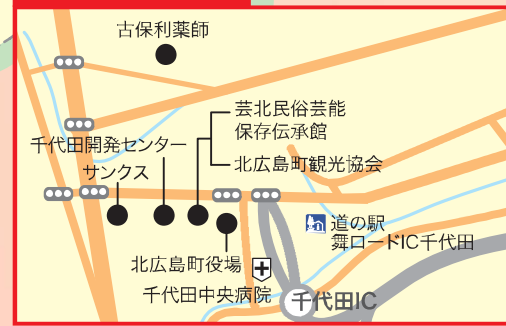 古保利薬師
芸北民俗芸能
保存伝承館
千代田開発センター
北広島町観光協会
サンクス
道の駅
舞ロードIC千代田
北広島町役場
千代田中央病院
千代田IC